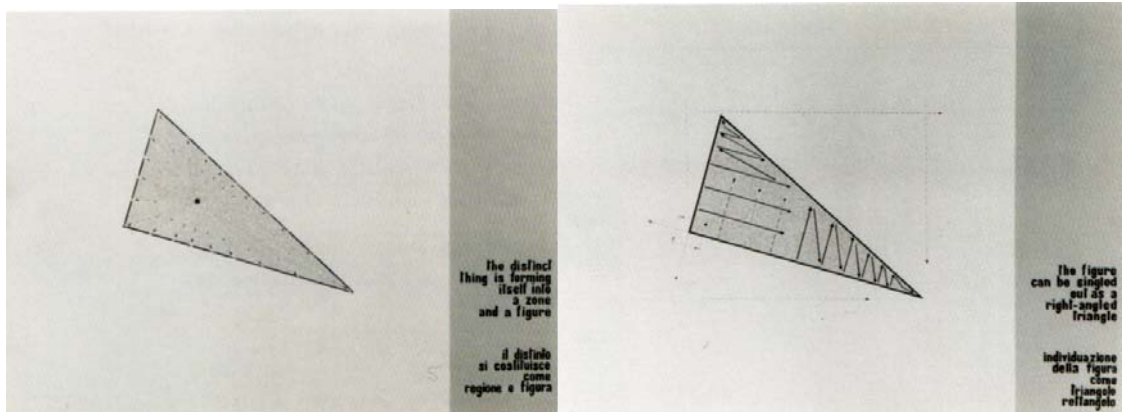 The distinct
thing is forming
itself into
a zone
and a figure
il distinto
si costituisce
come
regione e figura
5
The figure
can be singled
out as a
right-angled
triangle
individuazione
della figura
come
triangolo
rettangolo